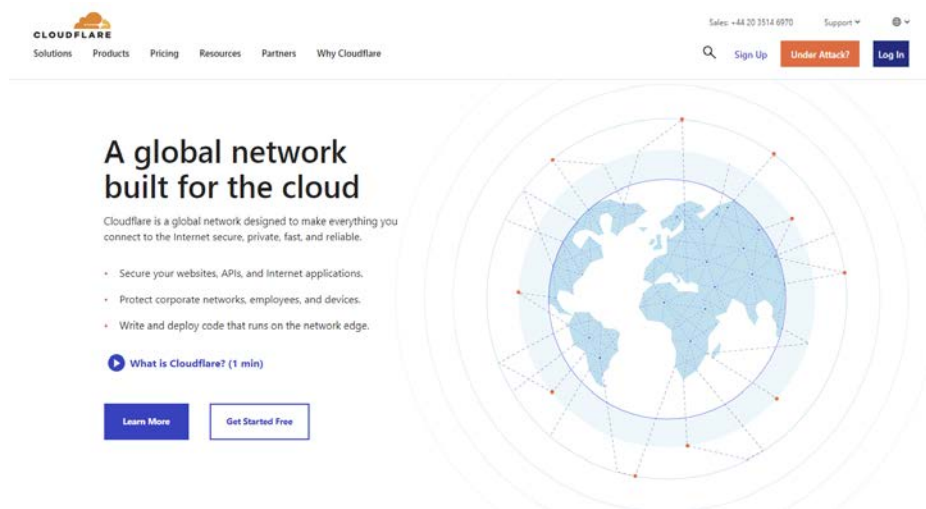 CLOUDFLARE
Sales: +44 20 3514 6970 Support
Solutions Products Pricing Resources Partners Why Cloudflare
Sign Up Under Attack? Log In
A global network
built for the cloud
Cloudflare is a global network designed to make everything you
connect to the Internet secure, private, fast, and reliable.
• Secure your websites, APIs, and Internet applications.
• Protect corporate networks, employees, and devices.
• Write and deploy code that runs on the network edge.
What is Cloudflare? (1 min)
Learn More Get Started Free